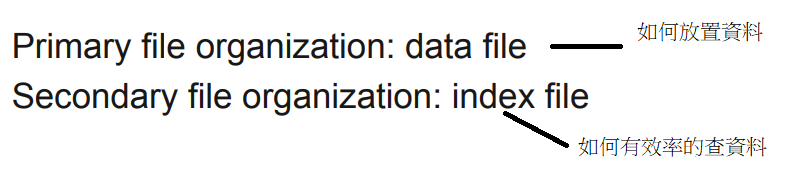 Primary file organization: data file
如何放置資料
Secondary file organization: index file
如何有效率的查資料